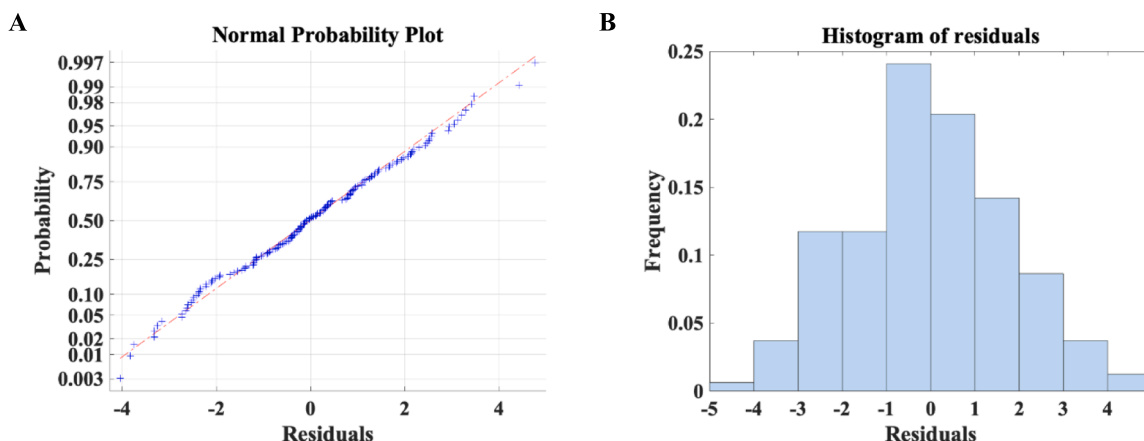 A
Normal Probability Plot
0.997
0.99
0.98
0.95
0.90
0.75
0.50
0.25
0.10
0.05
0.02
0.01
0.003
Probability
-4 -2 0 2 4
Residuals
B
Histogram of residuals
0.25
0.2
0.15
0.1
0.05
0
Frequency
-5 -4 -3 -2 -1 0 1 2 3 4
Residuals